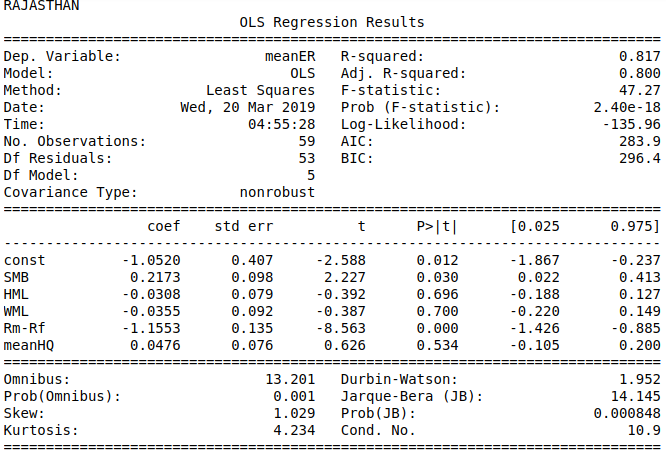 RAJASTHAN
OLS Regression Results
==============================================================================
Dep. Variable: meanER R-squared: 0.817
Model: OLS Adj. R-squared: 0.800
Method: Least Squares F-statistic: 47.27
Date: Wed, 20 Mar 2019 Prob (F-statistic): 2.40e-18
Time: 04:55:28 Log-Likelihood: -135.96
No. Observations: 59 AIC: 283.9
Df Residuals: 53 BIC: 296.4
Df Model: 5
Covariance Type: nonrobust
==============================================================================
coef std err t P>|t| [0.025 0.975]
------------------------------------------------------------------------------
const -1.0520 0.407 -2.588 0.012 -1.867 -0.237
SMB 0.2173 0.098 2.227 0.030 0.022 0.413
HML -0.0308 0.079 -0.392 0.696 -0.188 0.127
WML -0.0355 0.092 -0.387 0.700 -0.220 0.149
Rm-Rf -1.1553 0.135 -8.563 0.000 -1.426 -0.885
meanHQ 0.0476 0.076 0.626 0.534 -0.105 0.200
==============================================================================
Omnibus: 13.201 Durbin-Watson: 1.952
Prob(Omnibus): 0.001 Jarque-Bera (JB): 14.145
Skew: 1.029 Prob(JB): 0.000848
Kurtosis: 4.234 Cond. No. 10.9
==============================================================================